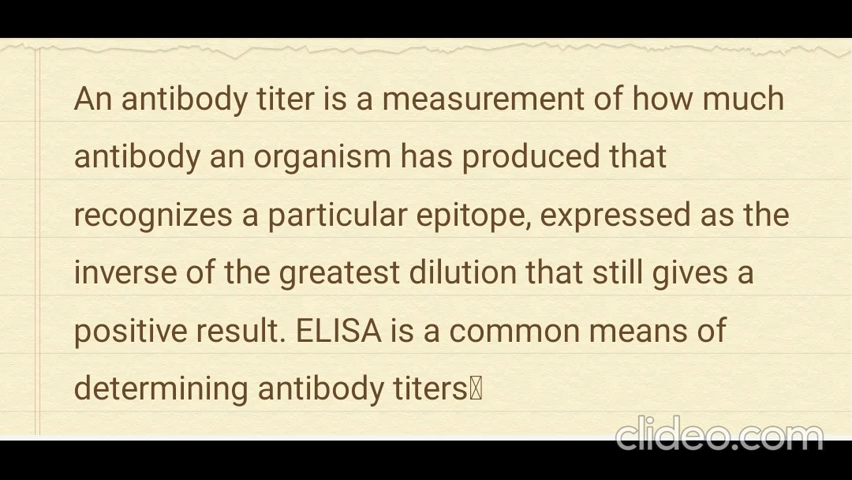 An antibody titer is a measurement of how much
antibody an organism has produced that
recognizes a particular epitope, expressed as the
inverse of the greatest dilution that still gives a
positive result. ELISA is a common means of
determining antibody titers
clideo.com